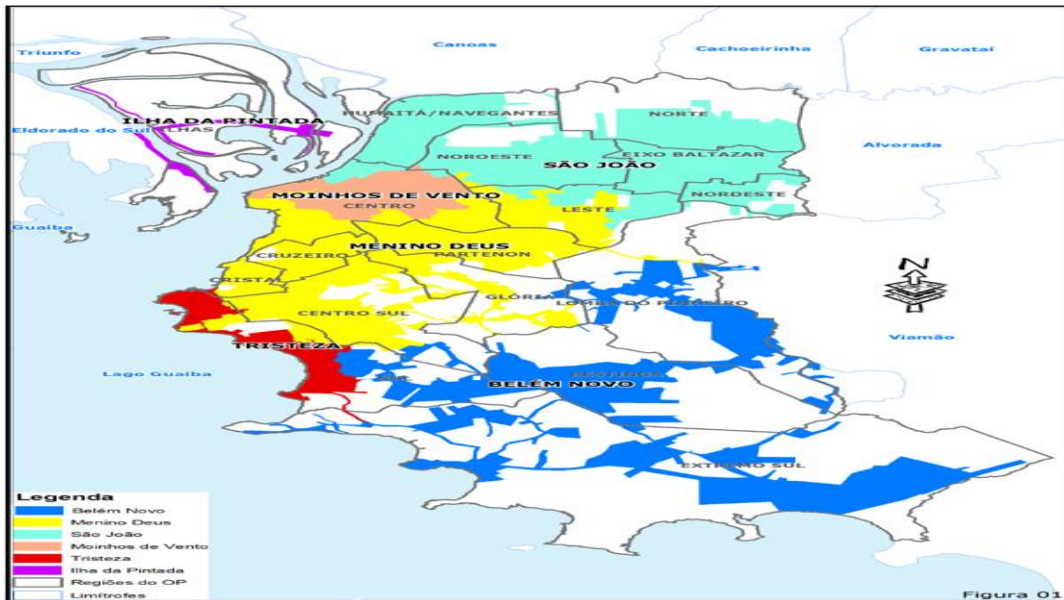 Canoas
Triunfo
Cachoeirinha
Gravataí
HUMAITÁ/NAVEGANTES
NORTE
ILHA DA PINTADA
Eldorado do Sul
ILHAS
Alvorada
NOROESTE
EIXO BALTAZAR
SÃO JOÃO
MOINHOS DE VENTO
NORDESTE
CENTRO
LESTE
Guaíba
MENINO DEUS
CRUZEIRO
PARTENON
N
CRISTAL
GLÓRIA
LOMBA DO PINHEIRO
CENTRO SUL
Viamão
TRISTEZA
Lago Guaíba
SUL
RESTINGA
BELÉM NOVO
EXTREMO SUL
Legenda
Belém Novo
Menino Deus
São João
Moinhos de Vento
Tristeza
Ilha da Pintada
Regiões do OP
Limítrofes
Figura 01